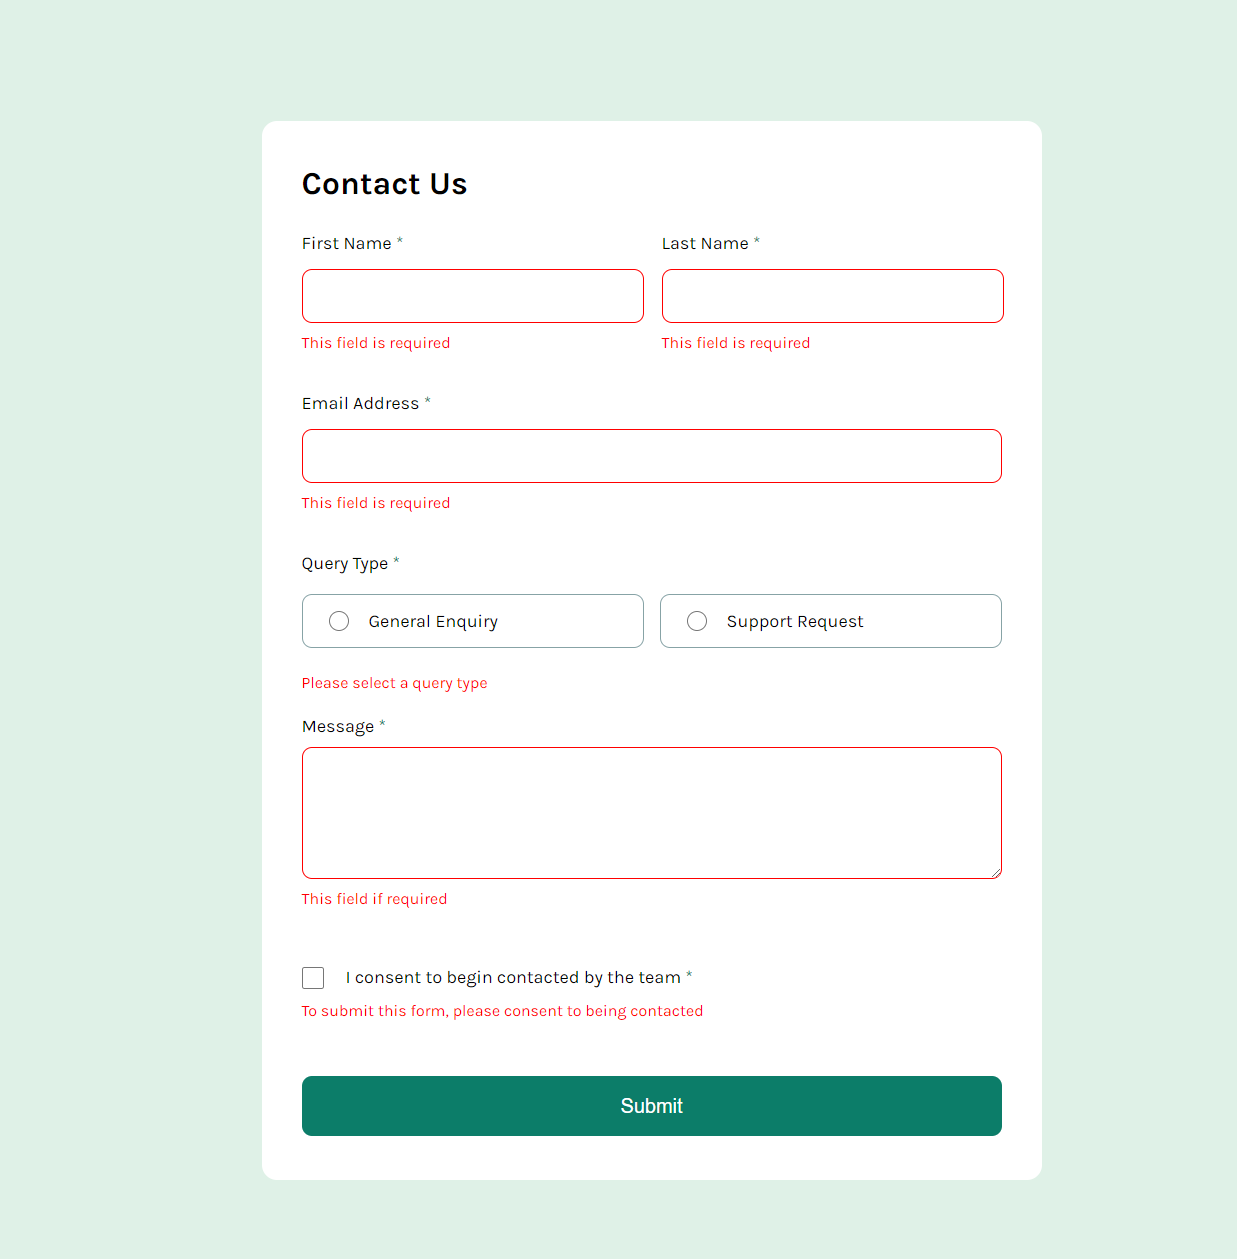 Contact Us
First Name *
Last Name *
This field is required
This field is required
Email Address *
This field is required
Query Type *
General Enquiry
Support Request
Please select a query type
Message *
This field if required
I consent to begin contacted by the team *
To submit this form, please consent to being contacted
Submit